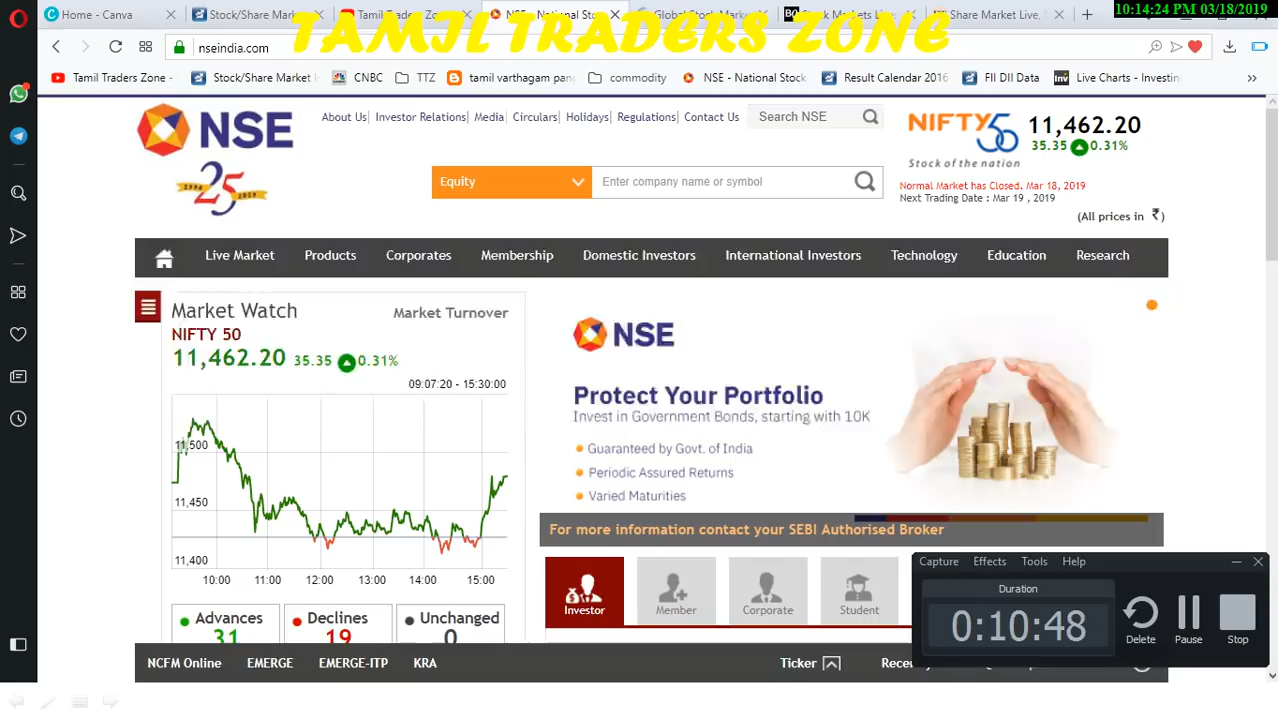 Home - Canva
Stock/Share Mark
Tamil Trade
NSE - National Stoc
Global Stock Mark
Stock Markets Live
Share Market Live,
10:14:24 PM 03/18/2019
TAMIL TRADERS ZONE
nseindia.com
Tamil Traders Zone -
Stock/Share Market
CNBC
TTZ
tamil varthagam pan
commodity
NSE - National Stock
Result Calendar 2016
FII DII Data
Inv
Live Charts - Investin
NSE
About Us| Investor Relations| Media| Circulars| Holidays| Regulations| Contact Us
Search NSE
NIFTY 50
Stock of the nation
11,462.20
35.35 0.31%
1994 25 2019
Equity
Enter company name or symbol
Normal Market has Closed. Mar 18, 2019
Next Trading Date : Mar 19 , 2019
(All prices in ₹)
Live Market
Products
Corporates
Membership
Domestic Investors
International Investors
Technology
Education
Research
Market Watch
Market Turnover
NIFTY 50
11,462.20 35.35 0.31%
09:07:20 - 15:30:00
11,500
11,450
11,400
10:00 11:00 12:00 13:00 14:00 15:00
Advances
31
Declines
19
Unchanged
0
NSE
Protect Your Portfolio
Invest in Government Bonds, starting with 10K
Guaranteed by Govt. of India
Periodic Assured Returns
Varied Maturities
For more information contact your SEBI Authorised Broker
Investor
Member
Corporate
Student
Capture Effects Tools Help
Duration
0:10:48
Delete
Pause
Stop
NCFM Online
EMERGE
EMERGE-ITP
KRA
Ticker